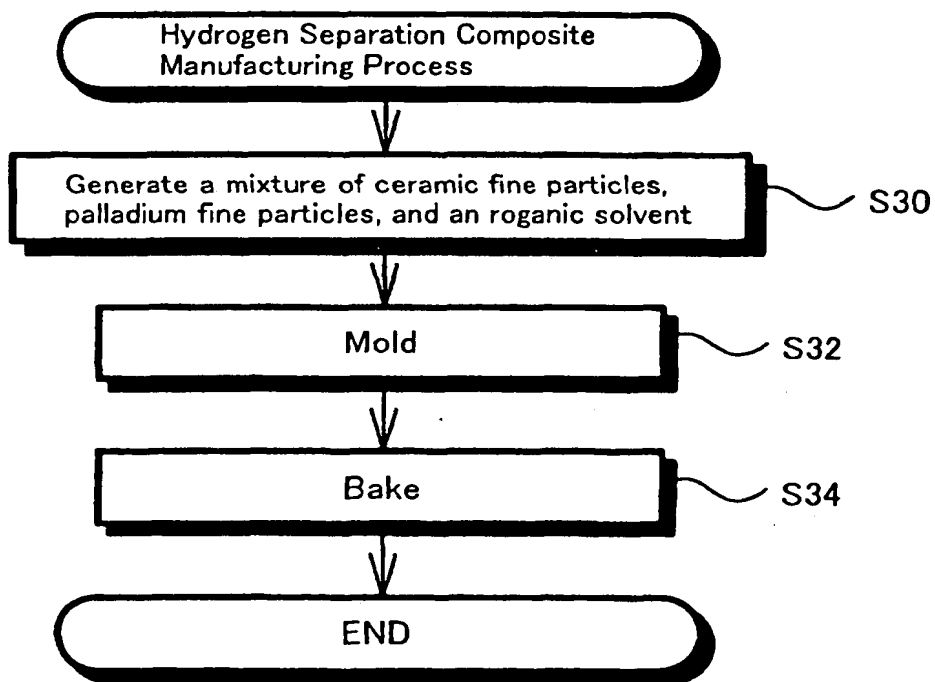 Hydrogen Separation Composite
Manufacturing Process
Generate a mixture of ceramic fine particles,
palladium fine particles, and an roganic solvent
S30
Mold
S32
Bake
S34
END